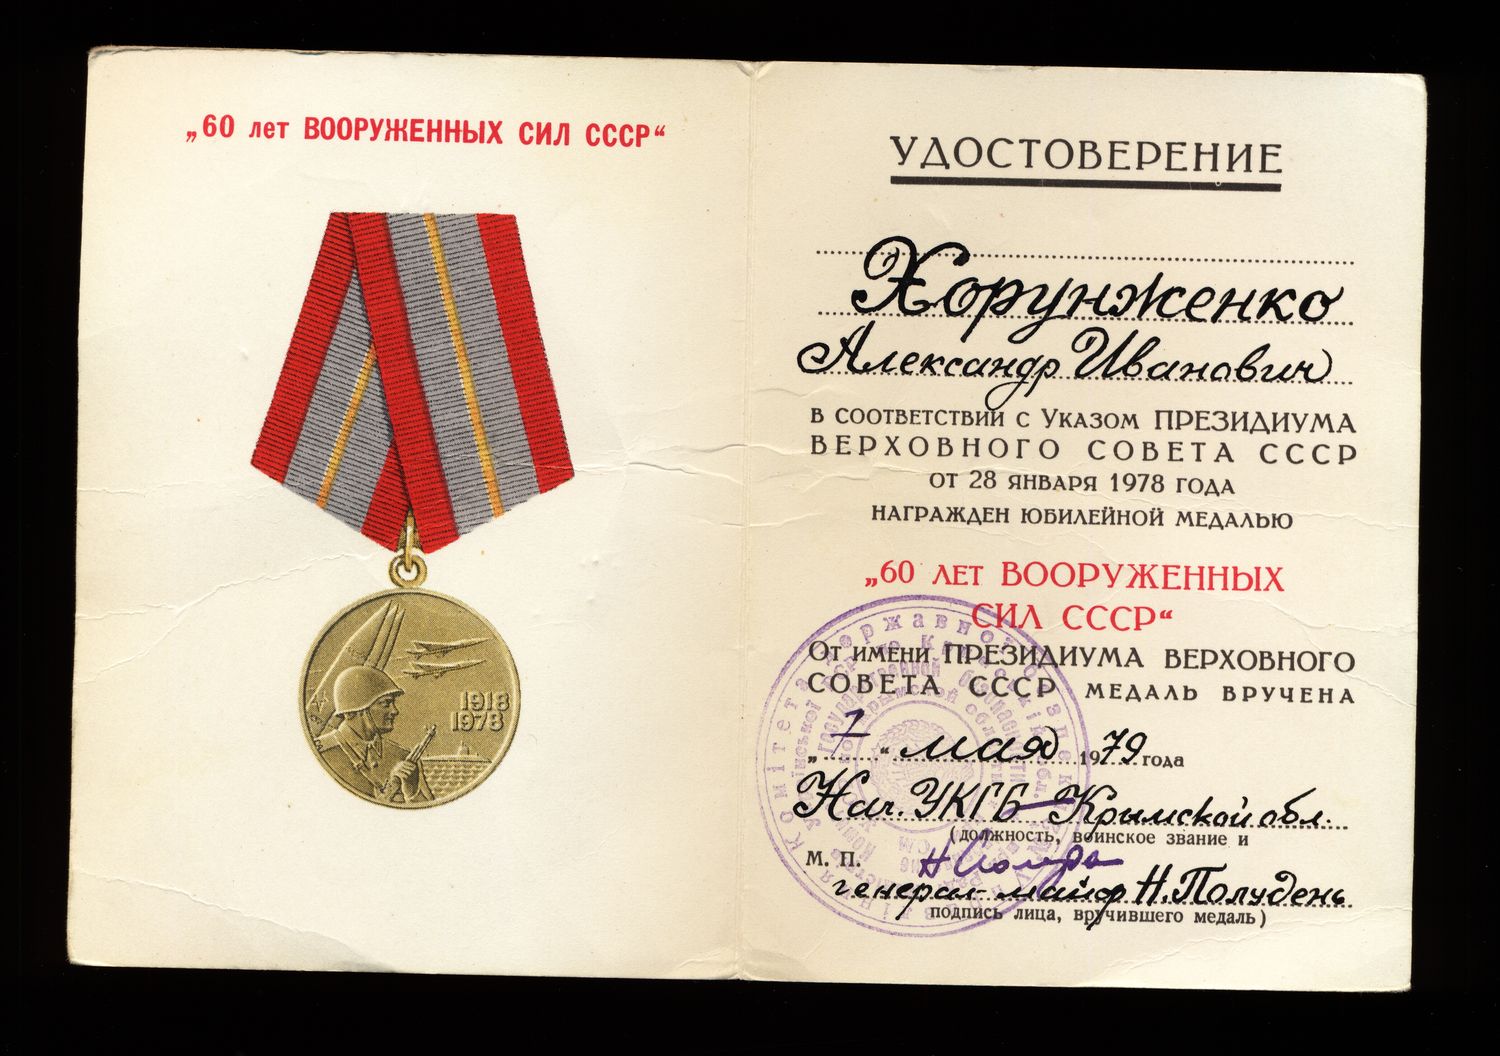 „60 лет ВООРУЖЕННЫХ СИЛ СССР“
1918
1978
УДОСТОВЕРЕНИЕ
Хорунженко
Александр Иванович
В СООТВЕТСТВИИ С УКАЗОМ ПРЕЗИДИУМА
ВЕРХОВНОГО СОВЕТА СССР
ОТ 28 ЯНВАРЯ 1978 ГОДА
НАГРАЖДЕН ЮБИЛЕЙНОЙ МЕДАЛЬЮ
„60 ЛЕТ ВООРУЖЕННЫХ
СИЛ СССР“
ОТ ИМЕНИ ПРЕЗИДИУМА ВЕРХОВНОГО
СОВЕТА СССР МЕДАЛЬ ВРУЧЕНА
„7“ мая 1979 года
Нач. УКГБ Крымской обл.
(должность, воинское звание и
М. П.
генерал-майор Н. Полудень
подпись лица, вручившего медаль)